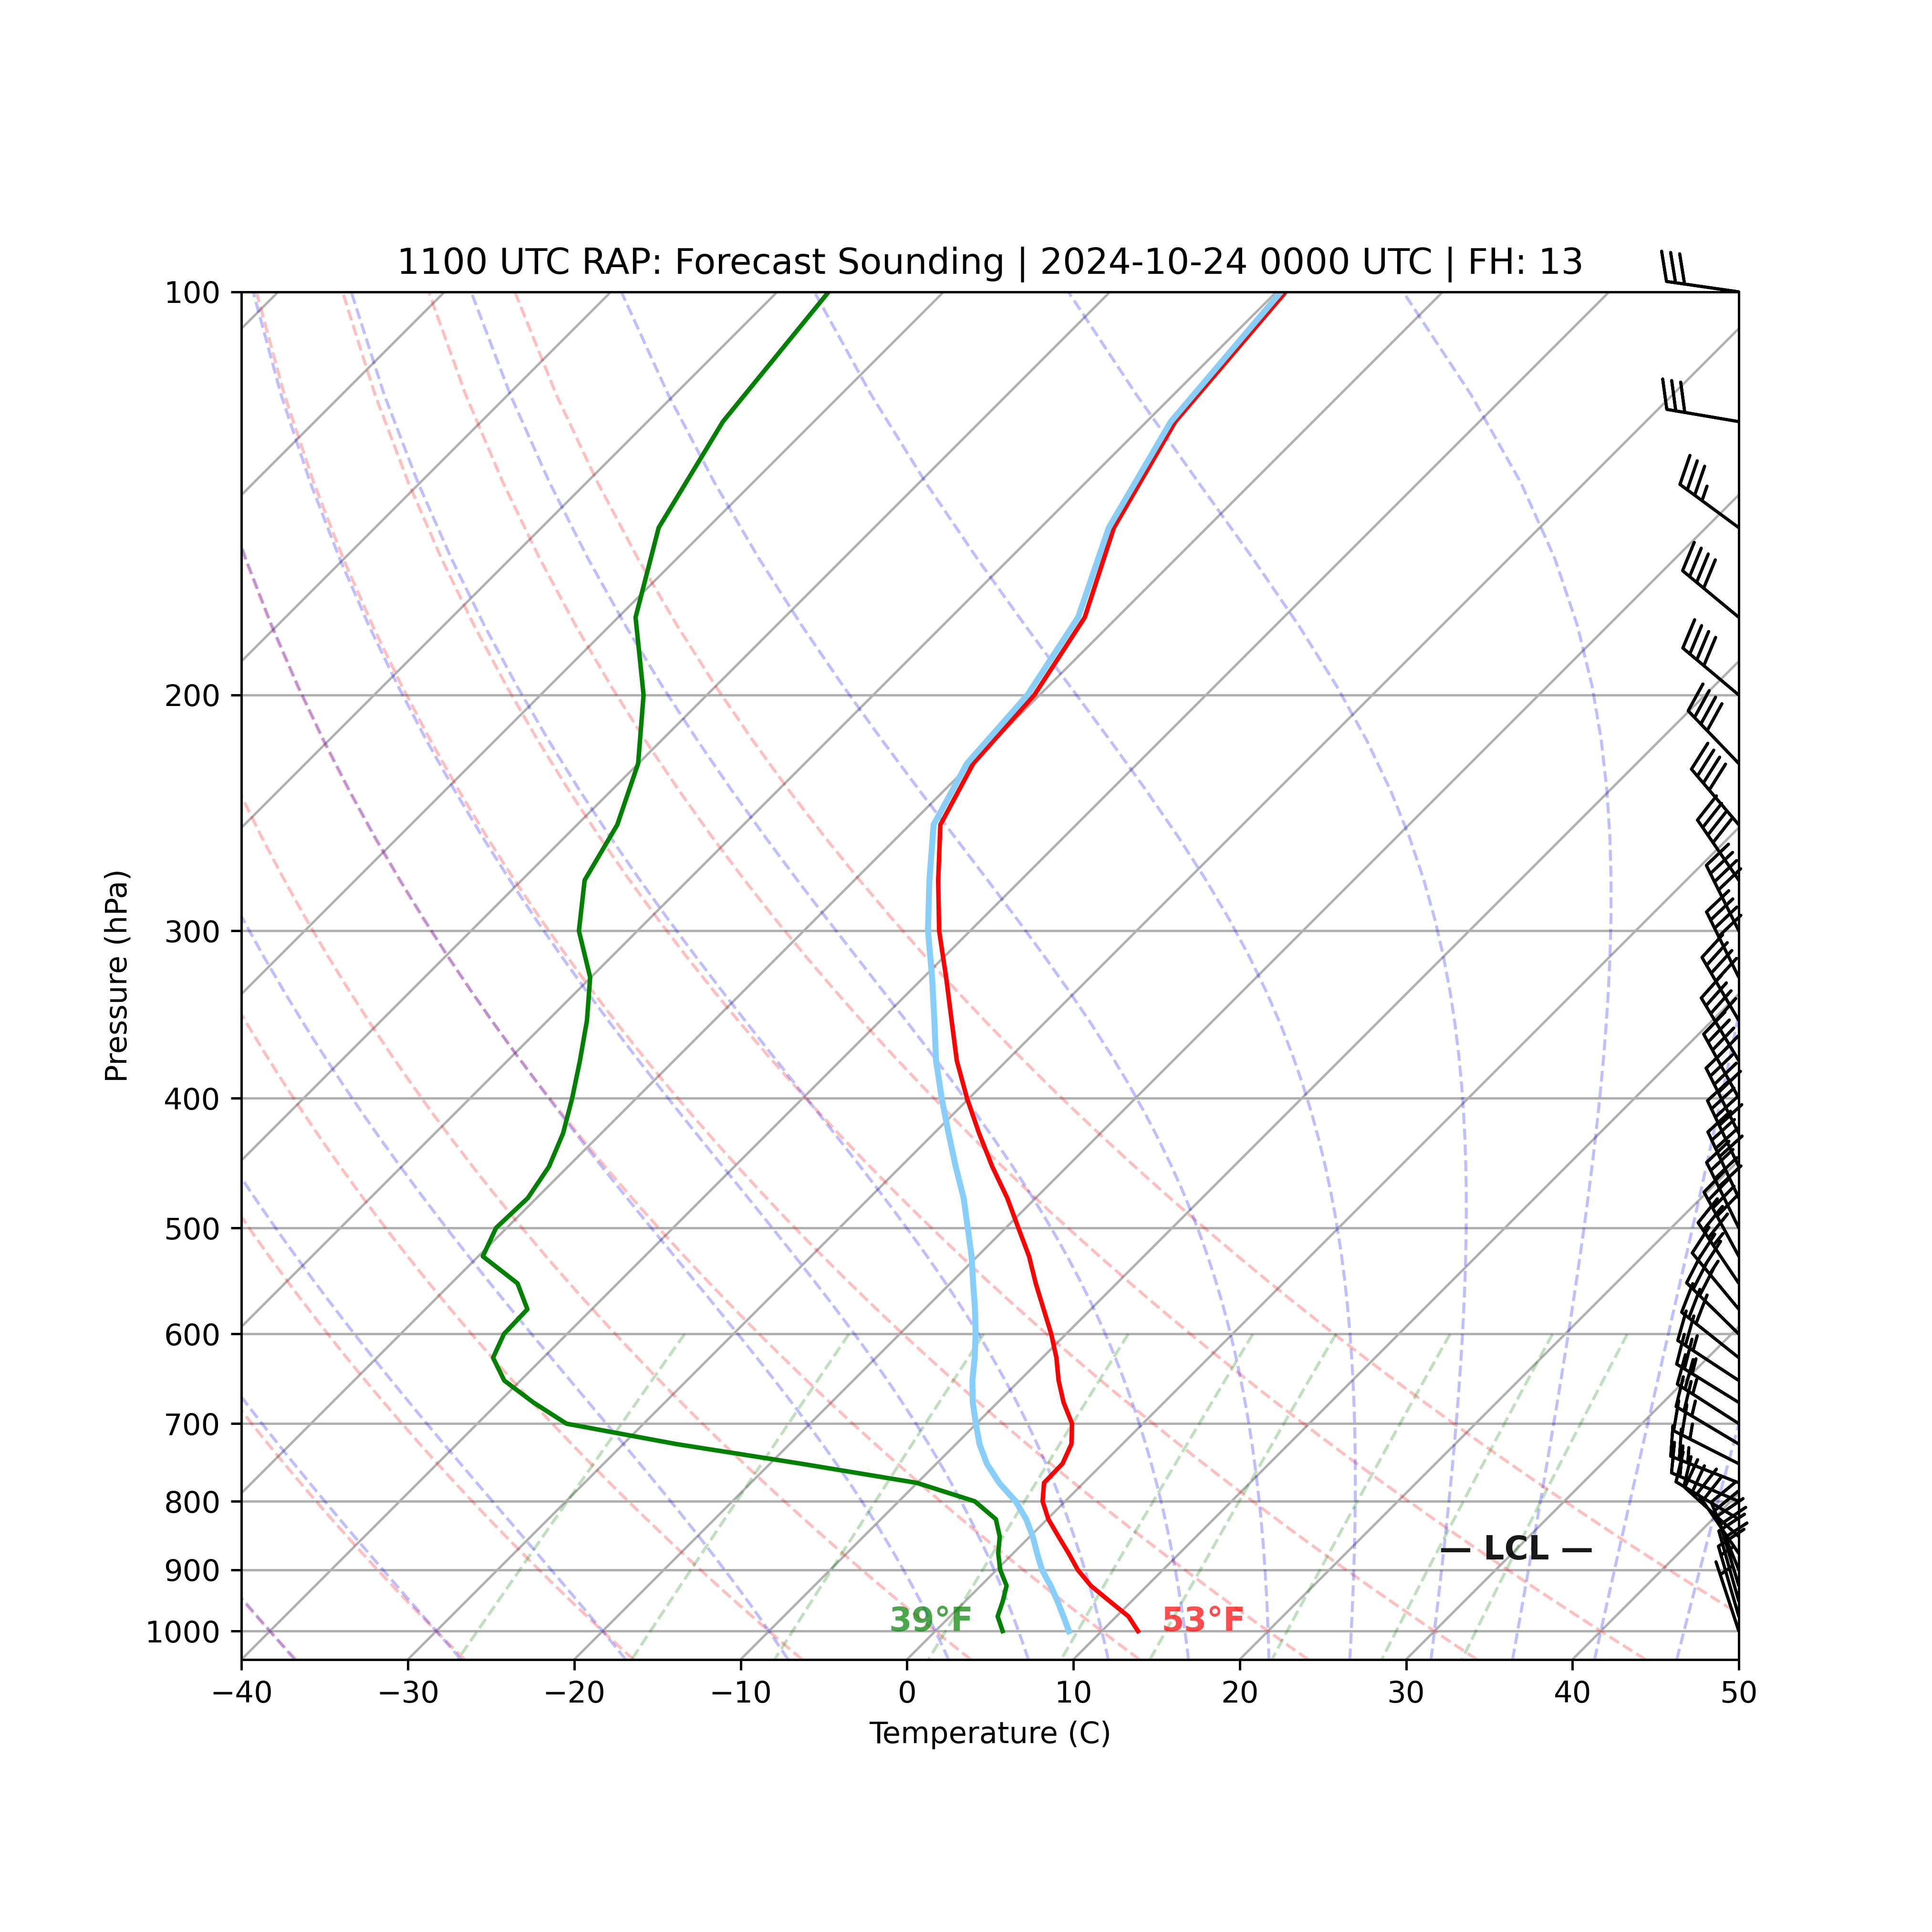 1100 UTC RAP: Forecast Sounding | 2024-10-24 0000 UTC | FH: 13
100
200
300
400
500
600
700
800
900
1000
Pressure (hPa)
— LCL —
39°F
53°F
−40 −30 −20 −10 0 10 20 30 40 50
Temperature (C)